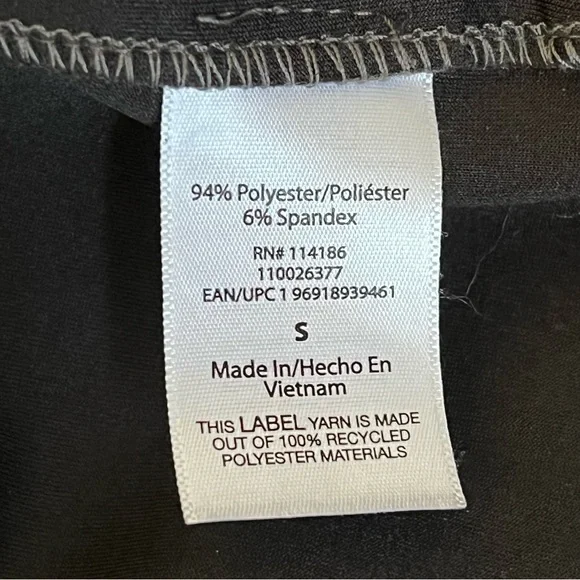 94% Polyester/Poliéster
6% Spandex
RN# 114186
110026377
EAN/UPC 1 96918939461
S
Made In/Hecho En
Vietnam
THIS LABEL YARN IS MADE
OUT OF 100% RECYCLED
POLYESTER MATERIALS